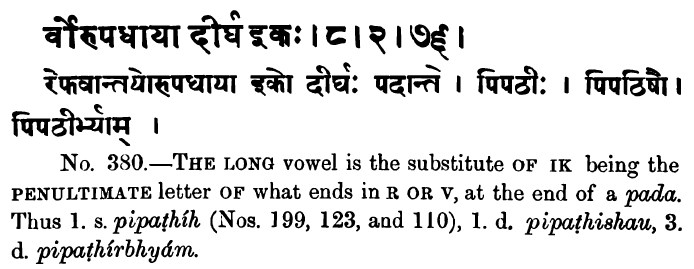 र्वोरुपधाया दीर्घ इकः । ८ । २ । ७६ ।
रेफवान्तयोरुपधाया इको दीर्घः पदान्ते । पिपठीः । पिपठिषौ ।
पिपठीर्भ्याम् ।
No. 380.—THE LONG vowel is the substitute OF IK being the
PENULTIMATE letter OF what ends in R OR V, at the end of a pada.
Thus 1. s. pipaṭhíh (Nos. 199, 123, and 110), 1. d. pipaṭhishau, 3.
d. pipaṭhírbhyám.